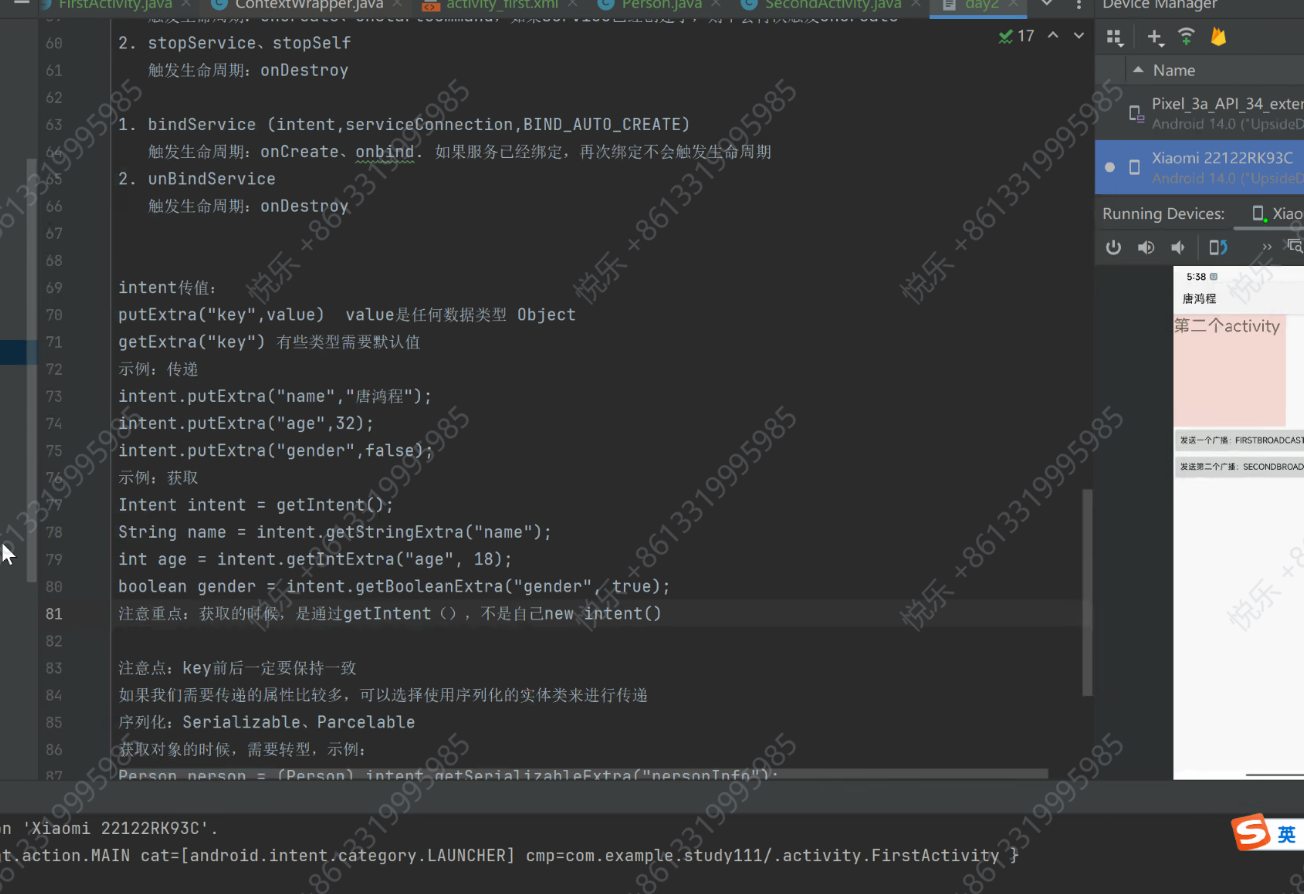 FirstActivity.java
ContextWrapper.java
activity_first.xml
Person.java
SecondActivity.java
day2
Device Manager
17
60 2. stopService、stopSelf
61 触发生命周期：onDestroy
62
63 1. bindService (intent,serviceConnection,BIND_AUTO_CREATE)
64 触发生命周期：onCreate、onbind. 如果服务已经绑定，再次绑定不会触发生命周期
65 2. unBindService
66 触发生命周期：onDestroy
67
68
69 intent传值：
70 putExtra("key",value) value是任何数据类型 Object
71 getExtra("key") 有些类型需要默认值
72 示例：传递
73 intent.putExtra("name","唐鸿程");
74 intent.putExtra("age",32);
75 intent.putExtra("gender",false);
76 示例：获取
77 Intent intent = getIntent();
78 String name = intent.getStringExtra("name");
79 int age = intent.getIntExtra("age", 18);
80 boolean gender = intent.getBooleanExtra("gender", true);
81 注意重点：获取的时候，是通过getIntent（），不是自己new intent()
82
83 注意点：key前后一定要保持一致
84 如果我们需要传递的属性比较多，可以选择使用序列化的实体类来进行传递
85 序列化：Serializable、Parcelable
86 获取对象的时候，需要转型，示例：
87 Person person = (Person) intent.getSerializableExtra("personInfo");
Name
Pixel_3a_API_34_exter
Android 14.0 ("UpsideD
Xiaomi 22122RK93C
Android 14.0 ("UpsideD
Running Devices:
Xiao
5:38
唐鸿程
第二个activity
发送一个广播：FIRSTBROADCAST
发送第二个广播：SECONDBROAD
on 'Xiaomi 22122RK93C'.
t.action.MAIN cat=[android.intent.category.LAUNCHER] cmp=com.example.study111/.activity.FirstActivity }
英
悦乐 +8613319995985